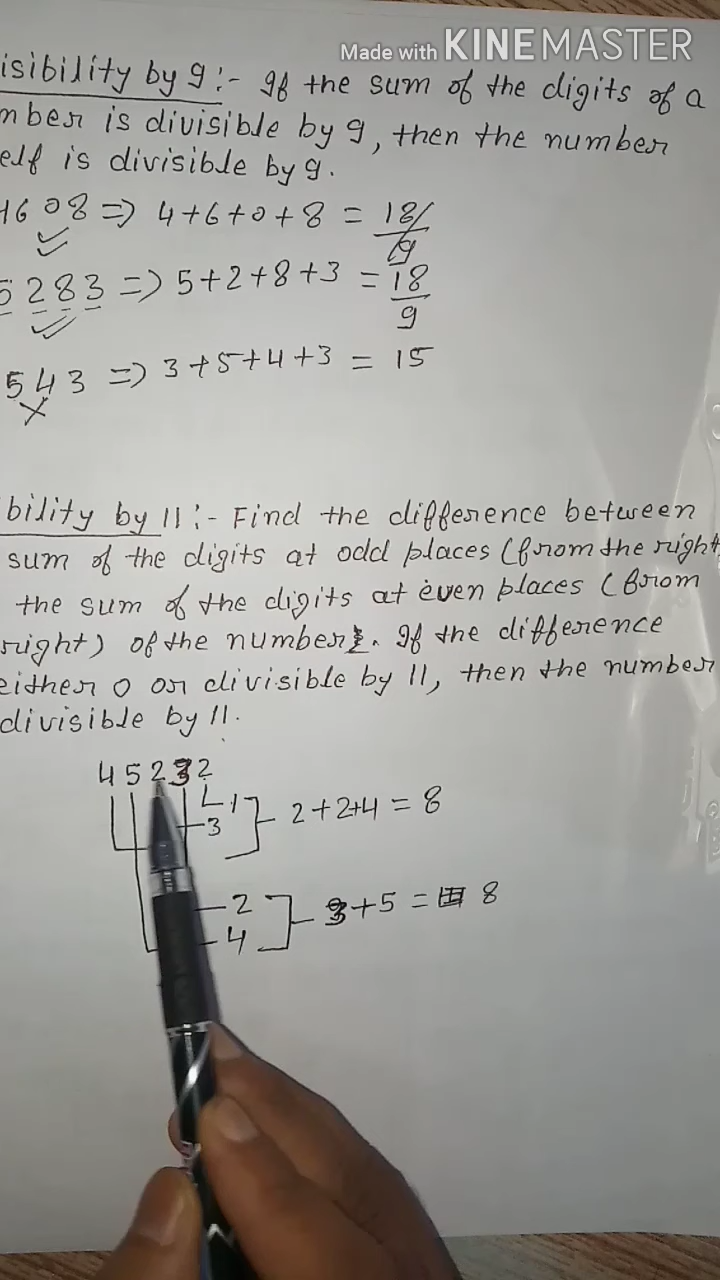 Made with KINEMASTER
isibility by 9:- If the sum of the digits of a
mber is divisible by 9, then the number
elf is divisible by 9.
4608 => 4+6+0+8 = 18/9
5283 => 5+2+8+3 = 18/9
543 => 3+5+4+3 = 15
bility by 11:- Find the difference between
sum of the digits at odd places (from the right
the sum of the digits at even places (from
right) of the number. If the difference
either 0 or divisible by 11, then the number
divisible by 11.
45232
1
3
2+2+4 = 8
2
4
3+5 = 8